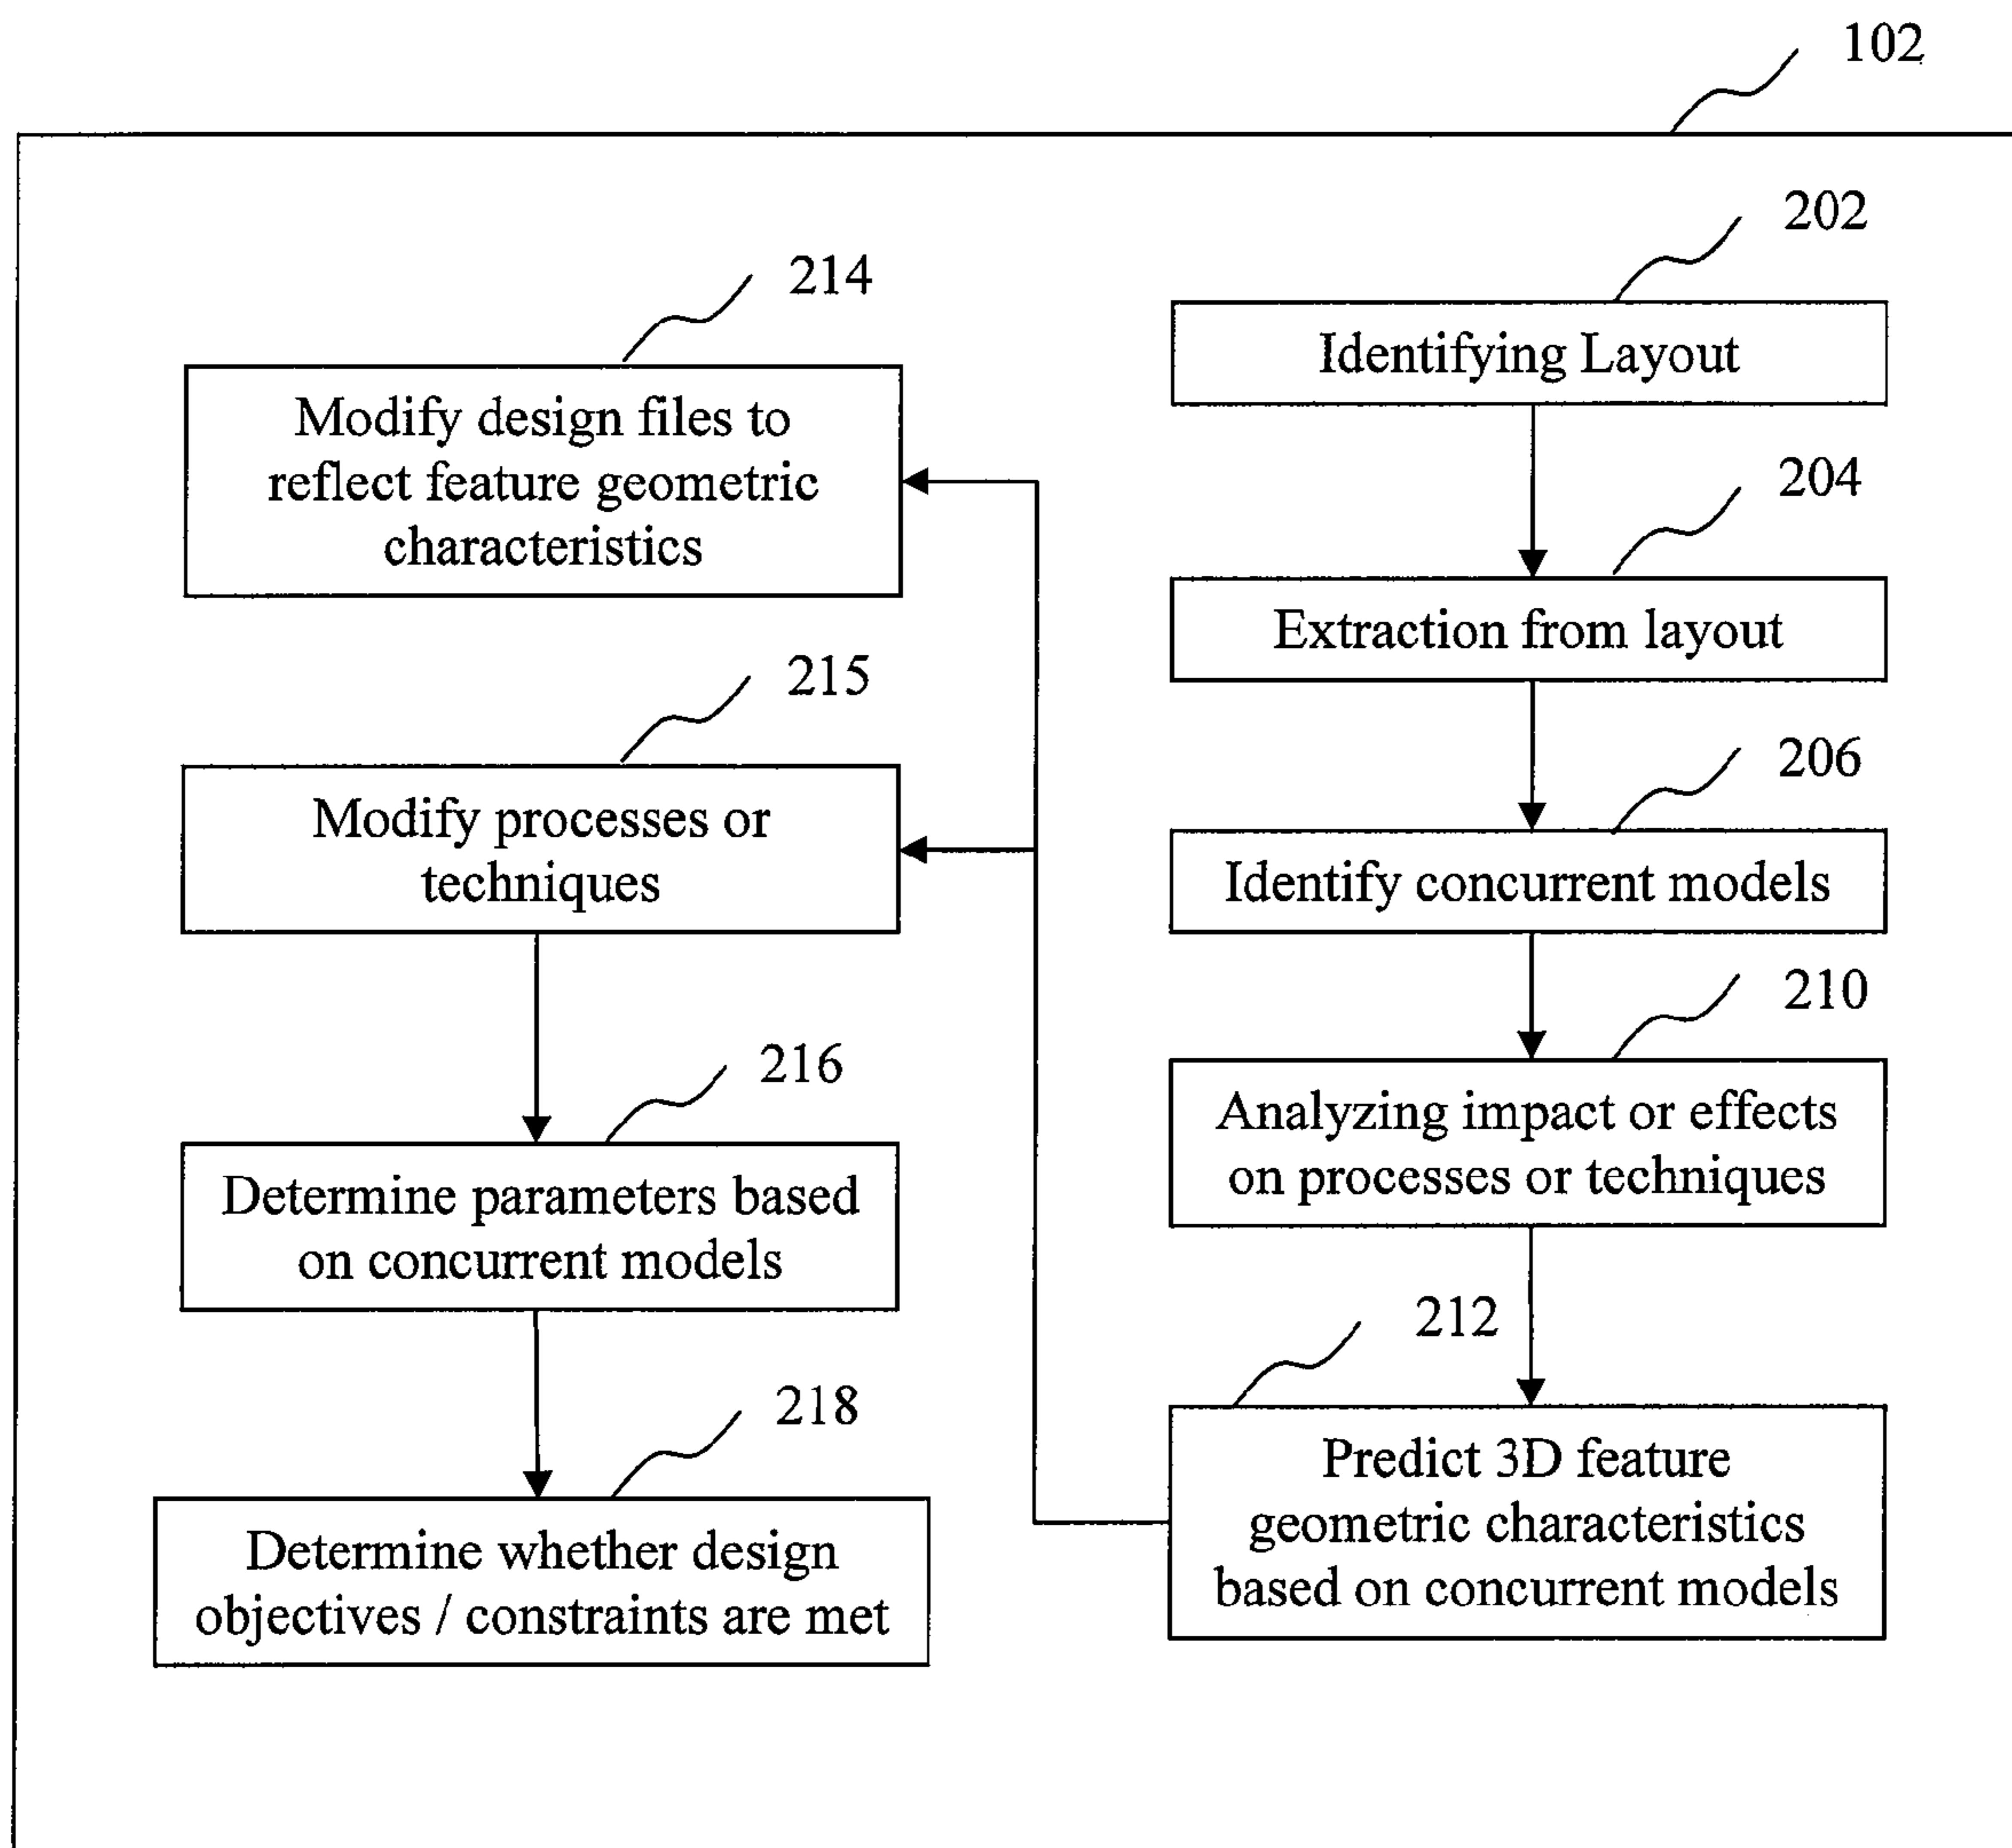 102
202
Identifying Layout
204
Extraction from layout
206
Identify concurrent models
210
Analyzing impact or effects
on processes or techniques
212
Predict 3D feature
geometric characteristics
based on concurrent models
214
Modify design files to
reflect feature geometric
characteristics
215
Modify processes or
techniques
216
Determine parameters based
on concurrent models
218
Determine whether design
objectives / constraints are met